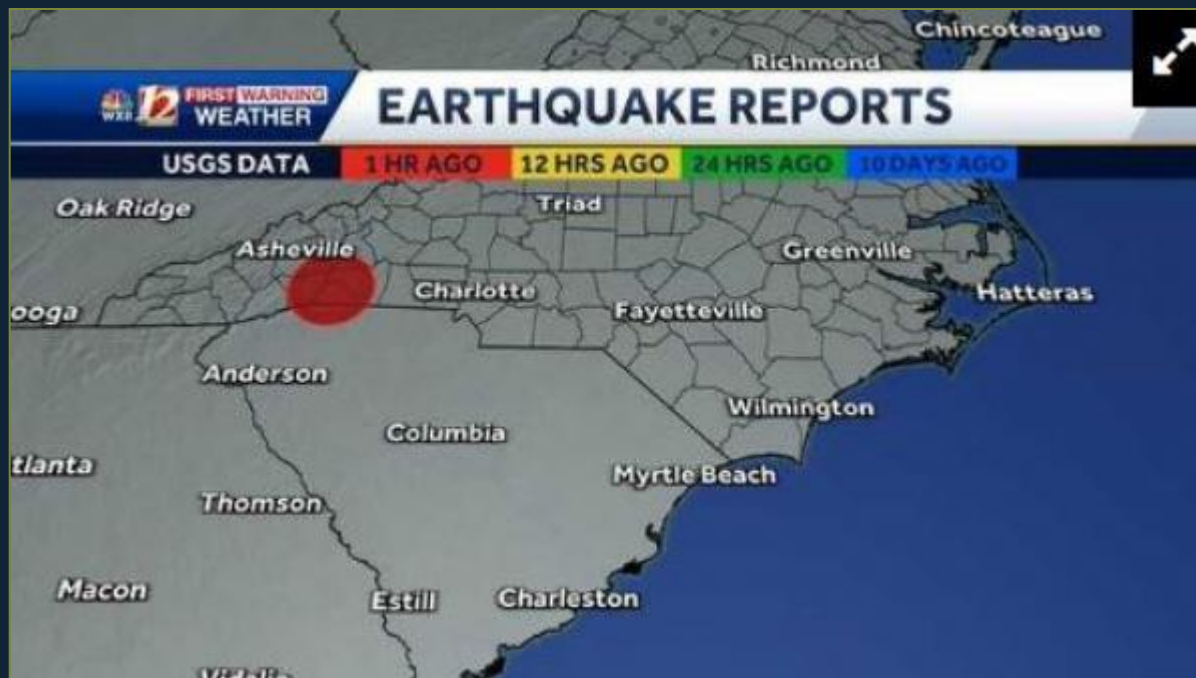 Chincoteague
Richmond
WXII 12 FIRST WARNING
WEATHER
EARTHQUAKE REPORTS
USGS DATA 1 HR AGO 12 HRS AGO 24 HRS AGO 10 DAYS AGO
Oak Ridge
Triad
Asheville
Greenville
Charlotte
Hatteras
ooga
Fayetteville
Anderson
Wilmington
Columbia
tlanta
Myrtle Beach
Thomson
Macon
Estill
Charleston
Vidalia